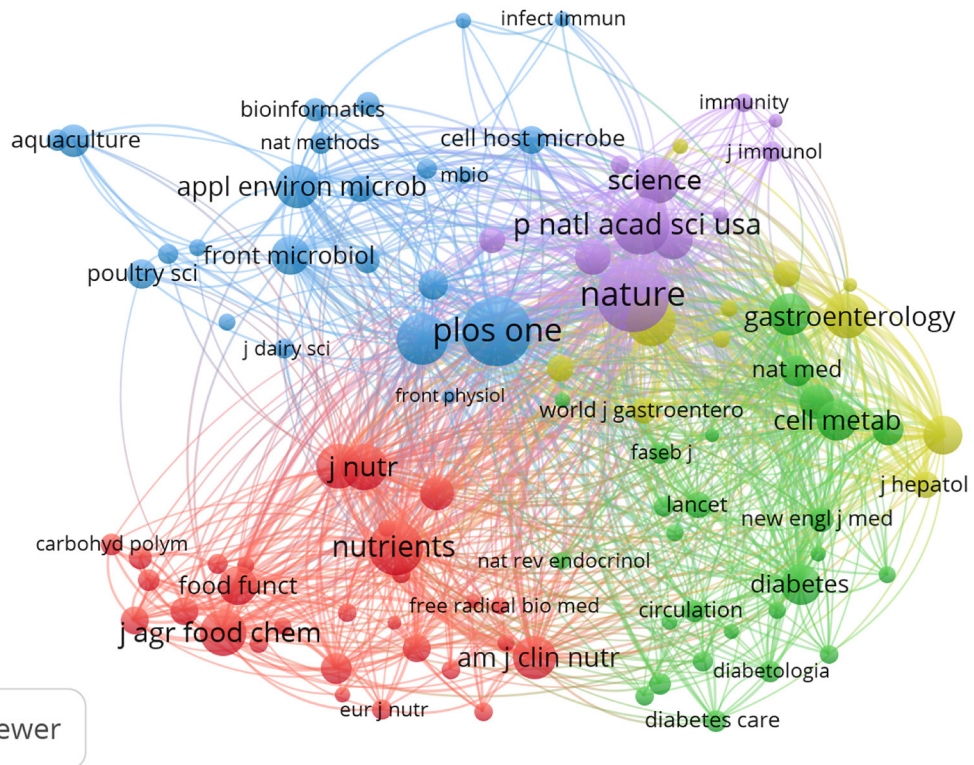 infect immun
immunity
bioinformatics
aquaculture
nat methods
cell host microbe
j immunol
mbio
science
appl environ microb
p natl acad sci usa
front microbiol
poultry sci
nature
gastroenterology
plos one
j dairy sci
nat med
front physiol
world j gastroentero
cell metab
faseb j
j nutr
j hepatol
lancet
new engl j med
carbohyd polym
nutrients
nat rev endocrinol
food funct
diabetes
free radical bio med
circulation
j agr food chem
am j clin nutr
diabetologia
eur j nutr
diabetes care
ewer